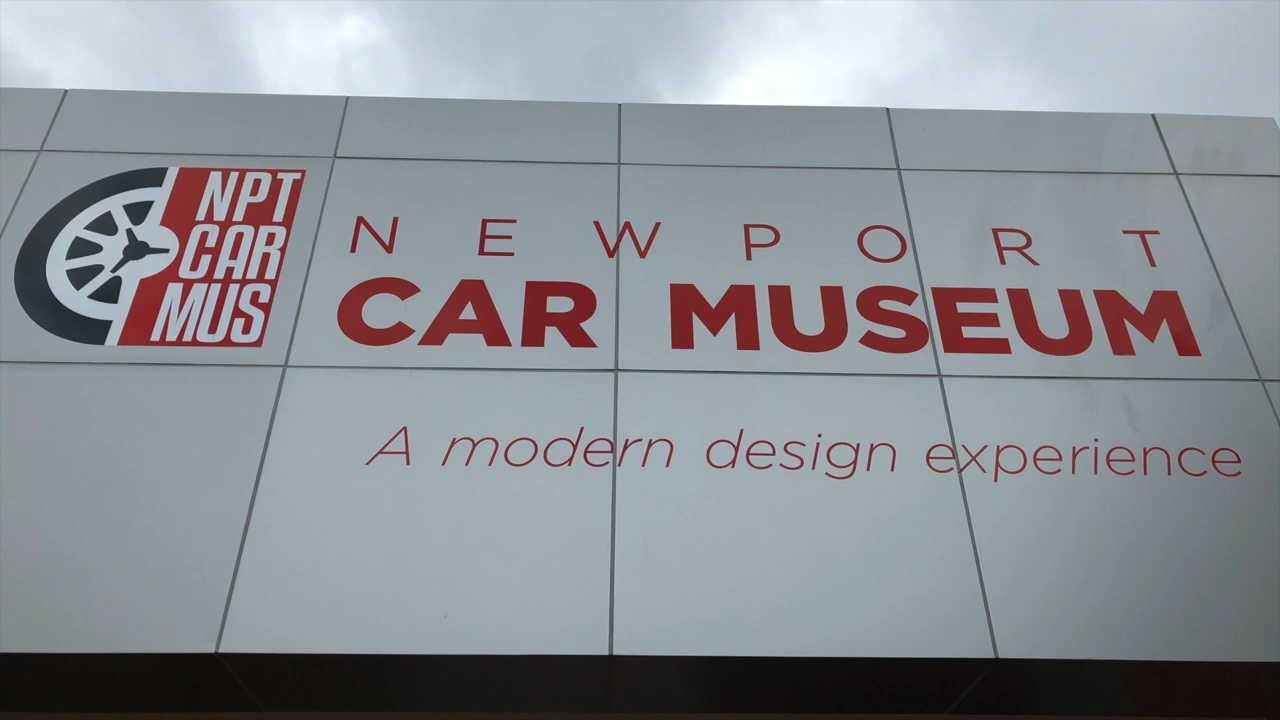 NPT
CAR
MUS
NEWPORT
CAR MUSEUM
A modern design experience